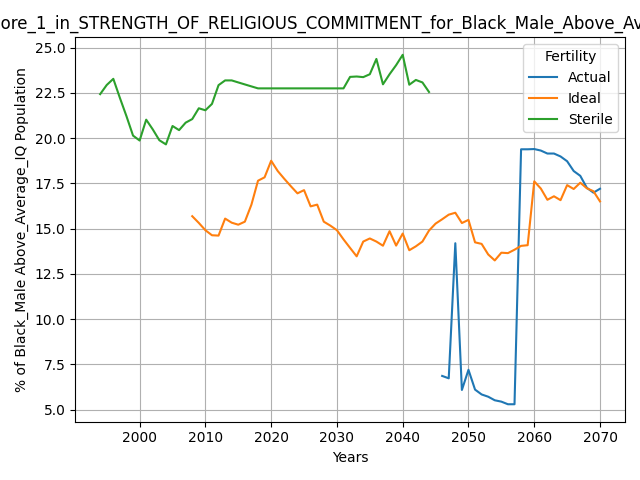 ore_1_in_STRENGTH_OF_RELIGIOUS_COMMITMENT_for_Black_Male_Above_Av
% of Black_Male Above_Average_IQ Population
25.0
22.5
20.0
17.5
15.0
12.5
10.0
7.5
5.0
Fertility
Actual
Ideal
Sterile
2000 2010 2020 2030 2040 2050 2060 2070
Years